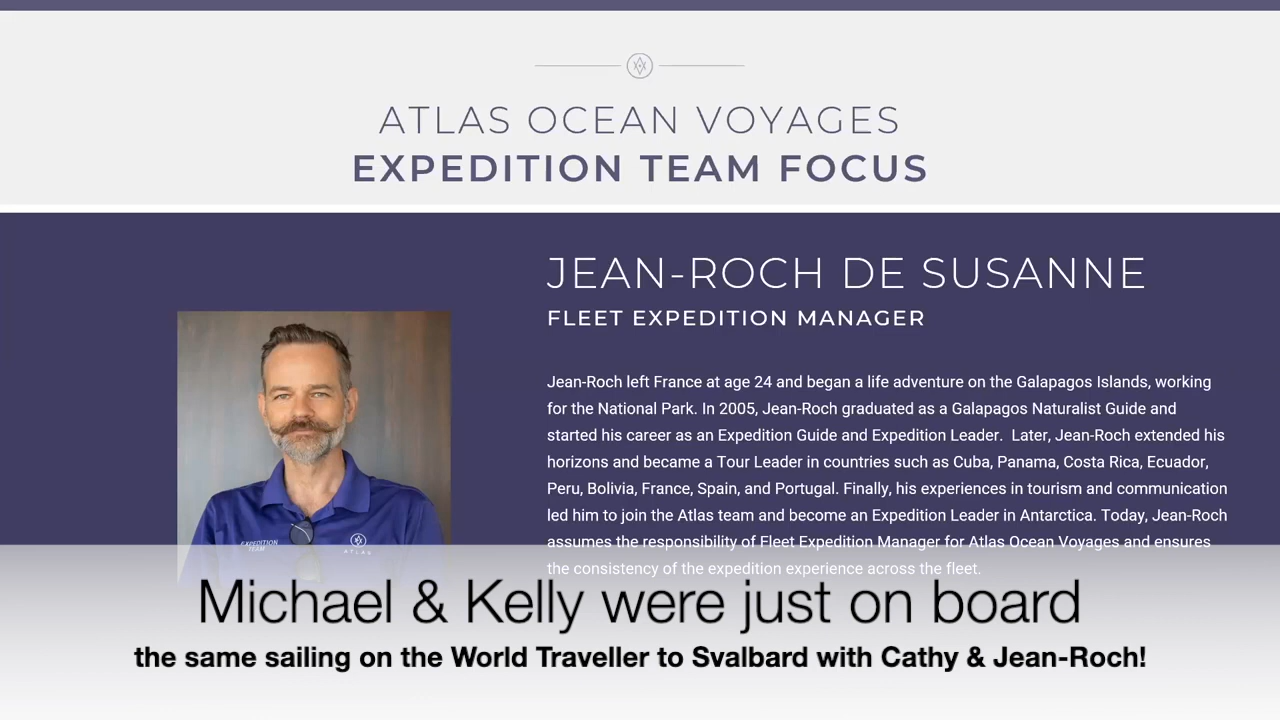 ATLAS OCEAN VOYAGES
EXPEDITION TEAM FOCUS
JEAN-ROCH DE SUSANNE
FLEET EXPEDITION MANAGER
Jean-Roch left France at age 24 and began a life adventure on the Galapagos Islands, working
for the National Park. In 2005, Jean-Roch graduated as a Galapagos Naturalist Guide and
started his career as an Expedition Guide and Expedition Leader. Later, Jean-Roch extended his
horizons and became a Tour Leader in countries such as Cuba, Panama, Costa Rica, Ecuador,
Peru, Bolivia, France, Spain, and Portugal. Finally, his experiences in tourism and communication
led him to join the Atlas team and become an Expedition Leader in Antarctica. Today, Jean-Roch
assumes the responsibility of Fleet Expedition Manager for Atlas Ocean Voyages and ensures
the consistency of the expedition experience across the fleet.
EXPEDITION
TEAM
ATLAS
Michael & Kelly were just on board
the same sailing on the World Traveller to Svalbard with Cathy & Jean-Roch!